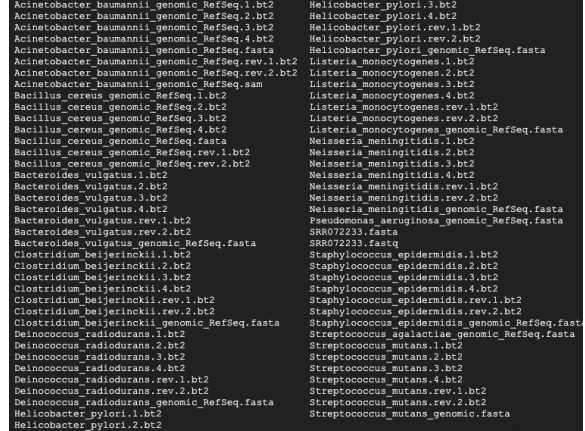 Acinetobacter_baumannii_genomic_RefSeq.1.bt2
Acinetobacter_baumannii_genomic_RefSeq.2.bt2
Acinetobacter_baumannii_genomic_RefSeq.3.bt2
Acinetobacter_baumannii_genomic_RefSeq.4.bt2
Acinetobacter_baumannii_genomic_RefSeq.fasta
Acinetobacter_baumannii_genomic_RefSeq.rev.1.bt2
Acinetobacter_baumannii_genomic_RefSeq.rev.2.bt2
Acinetobacter_baumannii_genomic_RefSeq.sam
Bacillus_cereus_genomic_RefSeq.1.bt2
Bacillus_cereus_genomic_RefSeq.2.bt2
Bacillus_cereus_genomic_RefSeq.3.bt2
Bacillus_cereus_genomic_RefSeq.4.bt2
Bacillus_cereus_genomic_RefSeq.fasta
Bacillus_cereus_genomic_RefSeq.rev.1.bt2
Bacillus_cereus_genomic_RefSeq.rev.2.bt2
Bacteroides_vulgatus.1.bt2
Bacteroides_vulgatus.2.bt2
Bacteroides_vulgatus.3.bt2
Bacteroides_vulgatus.4.bt2
Bacteroides_vulgatus.rev.1.bt2
Bacteroides_vulgatus.rev.2.bt2
Bacteroides_vulgatus_genomic_RefSeq.fasta
Clostridium_beijerinckii.1.bt2
Clostridium_beijerinckii.2.bt2
Clostridium_beijerinckii.3.bt2
Clostridium_beijerinckii.4.bt2
Clostridium_beijerinckii.rev.1.bt2
Clostridium_beijerinckii.rev.2.bt2
Clostridium_beijerinckii_genomic_RefSeq.fasta
Deinococcus_radiodurans.1.bt2
Deinococcus_radiodurans.2.bt2
Deinococcus_radiodurans.3.bt2
Deinococcus_radiodurans.4.bt2
Deinococcus_radiodurans.rev.1.bt2
Deinococcus_radiodurans.rev.2.bt2
Deinococcus_radiodurans_genomic_RefSeq.fasta
Helicobacter_pylori.1.bt2
Helicobacter_pylori.2.bt2
Helicobacter_pylori.3.bt2
Helicobacter_pylori.4.bt2
Helicobacter_pylori.rev.1.bt2
Helicobacter_pylori.rev.2.bt2
Helicobacter_pylori_genomic_RefSeq.fasta
Listeria_monocytogenes.1.bt2
Listeria_monocytogenes.2.bt2
Listeria_monocytogenes.3.bt2
Listeria_monocytogenes.4.bt2
Listeria_monocytogenes.rev.1.bt2
Listeria_monocytogenes.rev.2.bt2
Listeria_monocytogenes_genomic_RefSeq.fasta
Neisseria_meningitidis.1.bt2
Neisseria_meningitidis.2.bt2
Neisseria_meningitidis.3.bt2
Neisseria_meningitidis.4.bt2
Neisseria_meningitidis.rev.1.bt2
Neisseria_meningitidis.rev.2.bt2
Neisseria_meningitidis_genomic_RefSeq.fasta
Pseudomonas_aeruginosa_genomic_RefSeq.fasta
SRR072233.fasta
SRR072233.fastq
Staphylococcus_epidermidis.1.bt2
Staphylococcus_epidermidis.2.bt2
Staphylococcus_epidermidis.3.bt2
Staphylococcus_epidermidis.4.bt2
Staphylococcus_epidermidis.rev.1.bt2
Staphylococcus_epidermidis.rev.2.bt2
Staphylococcus_epidermidis_genomic_RefSeq.fasta
Streptococcus_agalactiae_genomic_RefSeq.fasta
Streptococcus_mutans.1.bt2
Streptococcus_mutans.2.bt2
Streptococcus_mutans.3.bt2
Streptococcus_mutans.4.bt2
Streptococcus_mutans.rev.1.bt2
Streptococcus_mutans.rev.2.bt2
Streptococcus_mutans_genomic.fasta